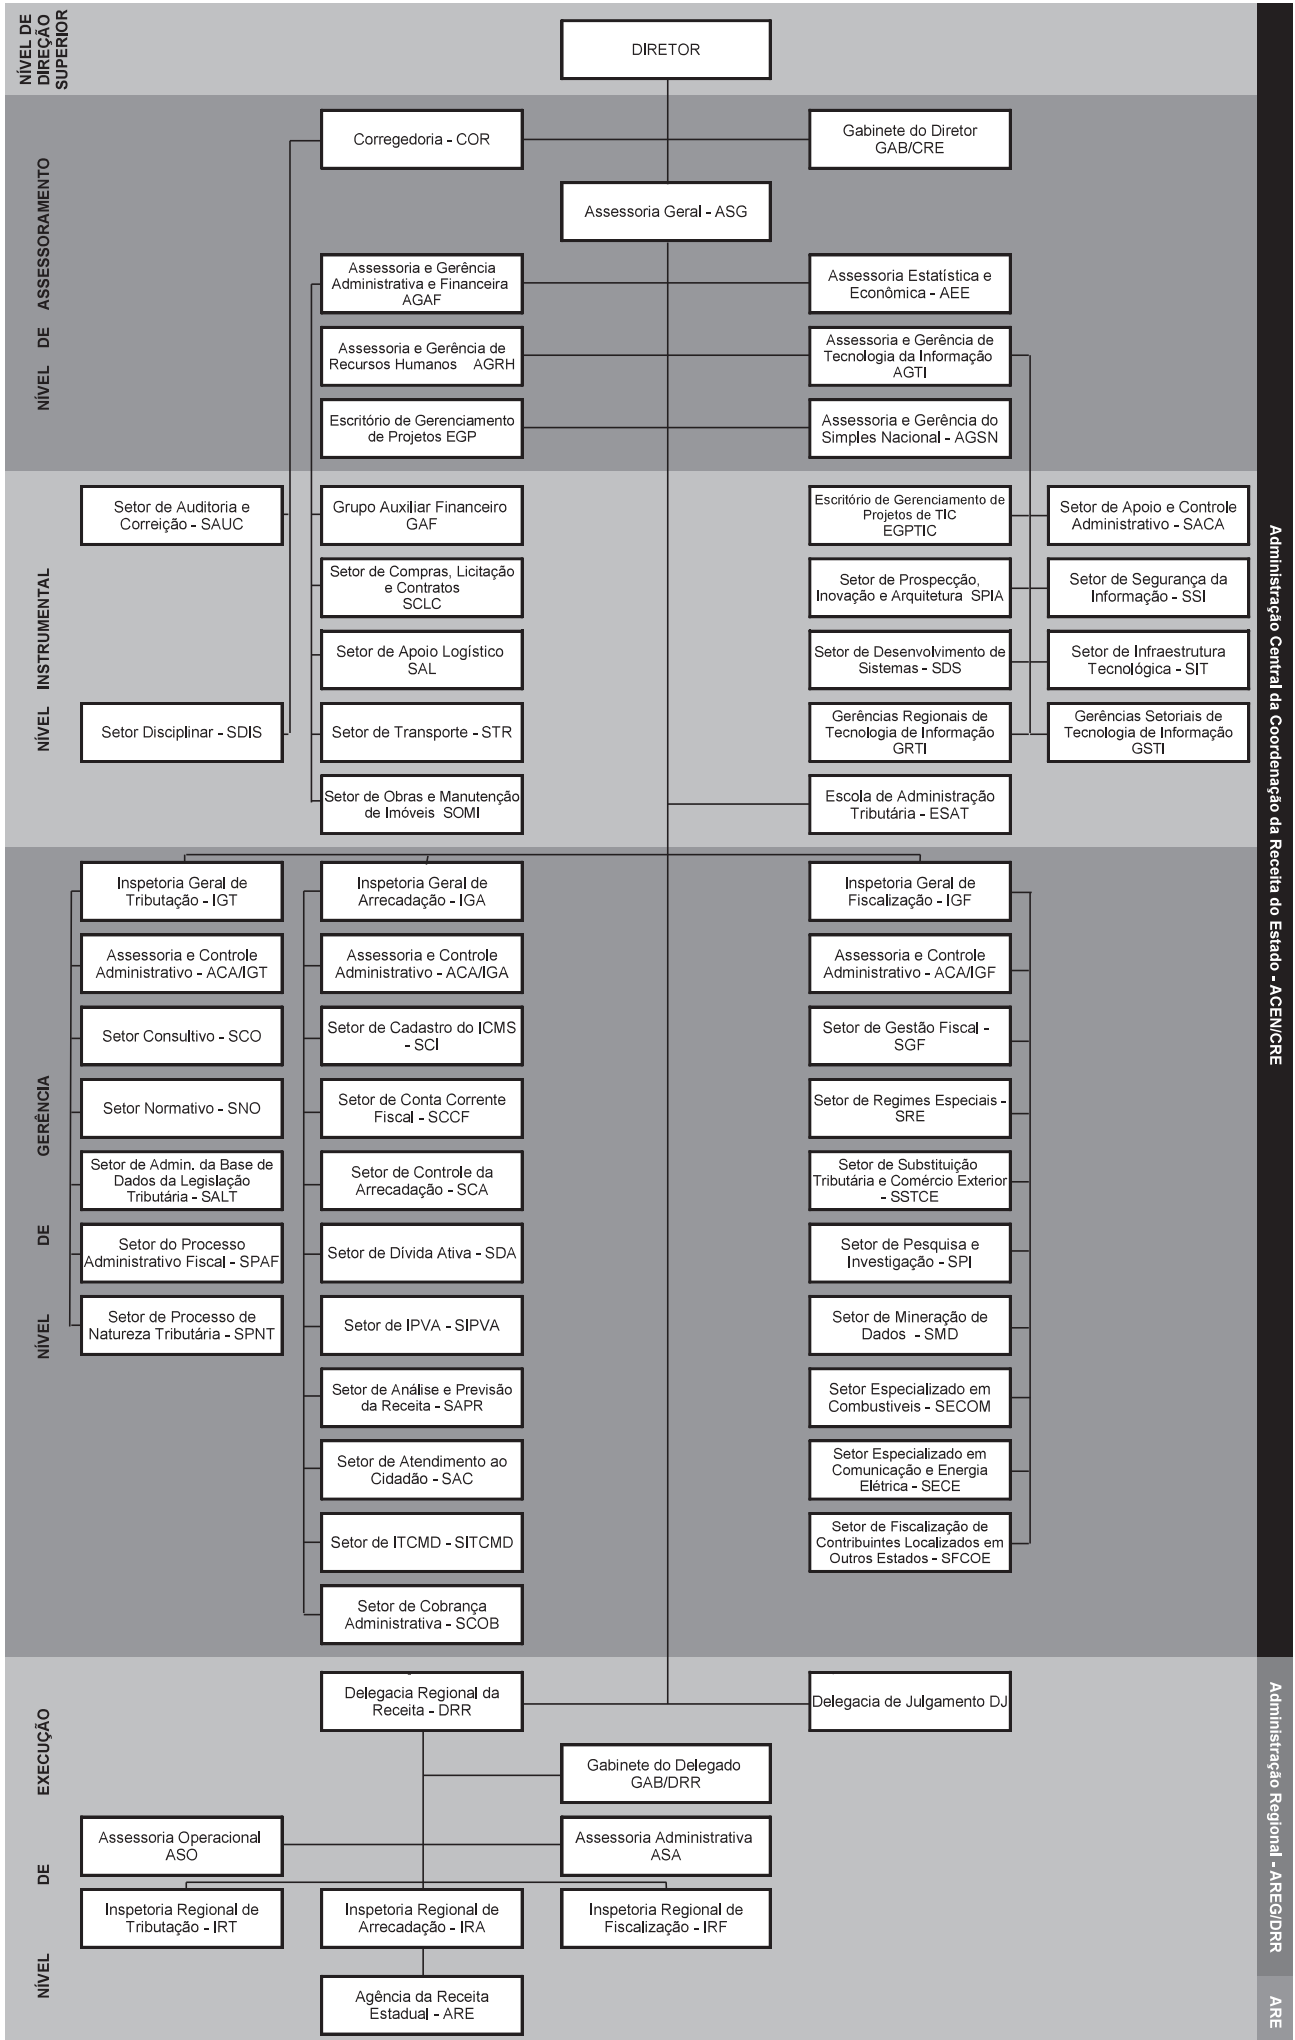 NÍVEL DE
DIREÇÃO
SUPERIOR
DIRETOR
NÍVEL DE ASSESSORAMENTO
Corregedoria - COR
Gabinete do Diretor
GAB/CRE
Assessoria Geral - ASG
Assessoria e Gerência
Administrativa e Financeira
AGAF
Assessoria Estatística e
Econômica - AEE
Assessoria e Gerência de
Recursos Humanos AGRH
Assessoria e Gerência de
Tecnologia da Informação
AGTI
Escritório de Gerenciamento
de Projetos EGP
Assessoria e Gerência do
Simples Nacional - AGSN
NÍVEL INSTRUMENTAL
Setor de Auditoria e
Correição - SAUC
Grupo Auxiliar Financeiro
GAF
Escritório de Gerenciamento de
Projetos de TIC
EGPTIC
Setor de Apoio e Controle
Administrativo - SACA
Setor de Compras, Licitação
e Contratos
SCLC
Setor de Prospecção,
Inovação e Arquitetura SPIA
Setor de Segurança da
Informação - SSI
Setor de Apoio Logístico
SAL
Setor de Desenvolvimento de
Sistemas - SDS
Setor de Infraestrutura
Tecnológica - SIT
Setor Disciplinar - SDIS
Setor de Transporte - STR
Gerências Regionais de
Tecnologia de Informação
GRTI
Gerências Setoriais de
Tecnologia de Informação
GSTI
Setor de Obras e Manutenção
de Imóveis SOMI
Escola de Administração
Tributária - ESAT
NÍVEL DE GERÊNCIA
Inspetoria Geral de
Tributação - IGT
Inspetoria Geral de
Arrecadação - IGA
Inspetoria Geral de
Fiscalização - IGF
Assessoria e Controle
Administrativo - ACA/IGT
Assessoria e Controle
Administrativo - ACA/IGA
Assessoria e Controle
Administrativo - ACA/IGF
Setor Consultivo - SCO
Setor de Cadastro do ICMS
- SCI
Setor de Gestão Fiscal -
SGF
Setor Normativo - SNO
Setor de Conta Corrente
Fiscal - SCCF
Setor de Regimes Especiais -
SRE
Setor de Admin. da Base de
Dados da Legislação
Tributária - SALT
Setor de Controle da
Arrecadação - SCA
Setor de Substituição
Tributária e Comércio Exterior -
- SSTCE
Setor do Processo
Administrativo Fiscal - SPAF
Setor de Dívida Ativa - SDA
Setor de Pesquisa e
Investigação - SPI
Setor de Processo de
Natureza Tributária - SPNT
Setor de IPVA - SIPVA
Setor de Mineração de
Dados - SMD
Setor de Análise e Previsão
da Receita - SAPR
Setor Especializado em
Combustiveis - SECOM
Setor de Atendimento ao
Cidadão - SAC
Setor Especializado em
Comunicação e Energia
Elétrica - SECE
Setor de ITCMD - SITCMD
Setor de Fiscalização de
Contribuintes Localizados em
Outros Estados - SFCOE
Setor de Cobrança
Administrativa - SCOB
NÍVEL DE EXECUÇÃO
Delegacia Regional da
Receita - DRR
Delegacia de Julgamento DJ
Gabinete do Delegado
GAB/DRR
Assessoria Operacional
ASO
Assessoria Administrativa
ASA
Inspetoria Regional de
Tributação - IRT
Inspetoria Regional de
Arrecadação - IRA
Inspetoria Regional de
Fiscalização - IRF
Agência da Receita
Estadual - ARE
Administração Central da Coordenação da Receita do Estado - ACEN/CRE
Administração Regional - AREG/DRR
ARE